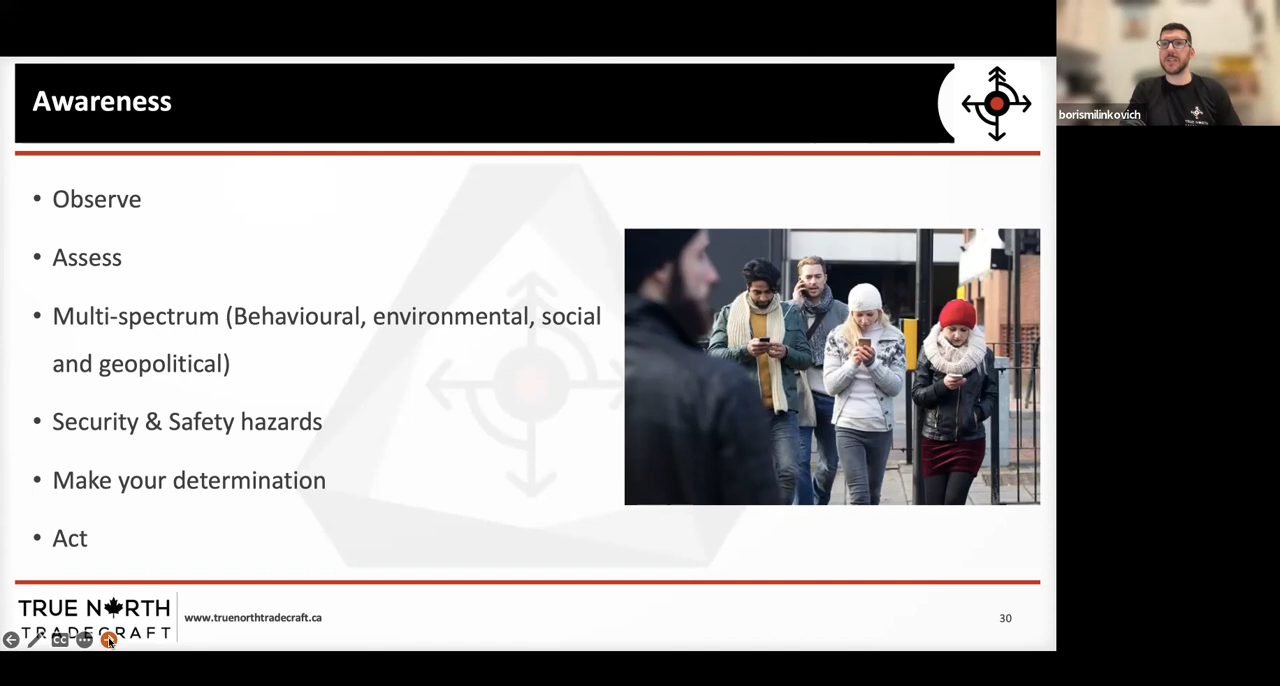 Awareness
borismilinkovich
• Observe
• Assess
• Multi-spectrum (Behavioural, environmental, social
and geopolitical)
• Security & Safety hazards
• Make your determination
• Act
TRUE NORTH
TRADECRAFT
www.truenorthtradecraft.ca
30
CC